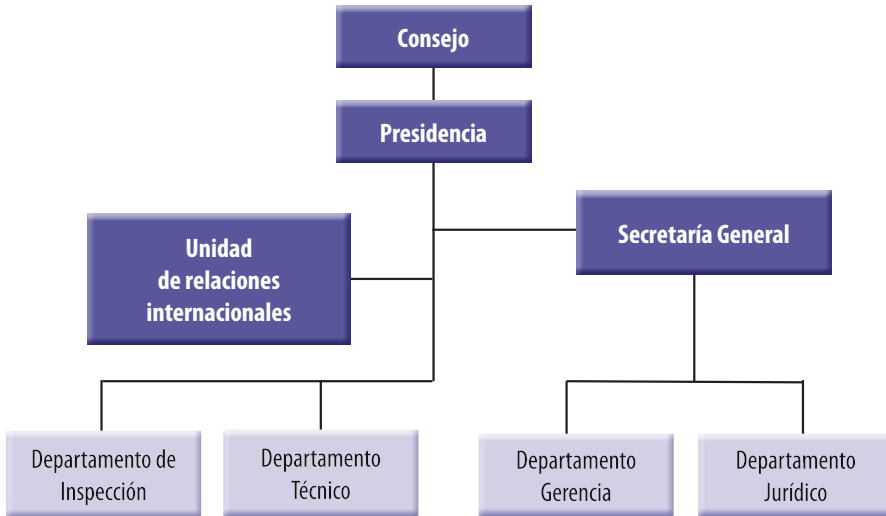 Consejo
Presidencia
Secretaría General
Unidad
de relaciones
internacionales
Departamento de
Inspección
Departamento
Técnico
Departamento
Gerencia
Departamento
Jurídico